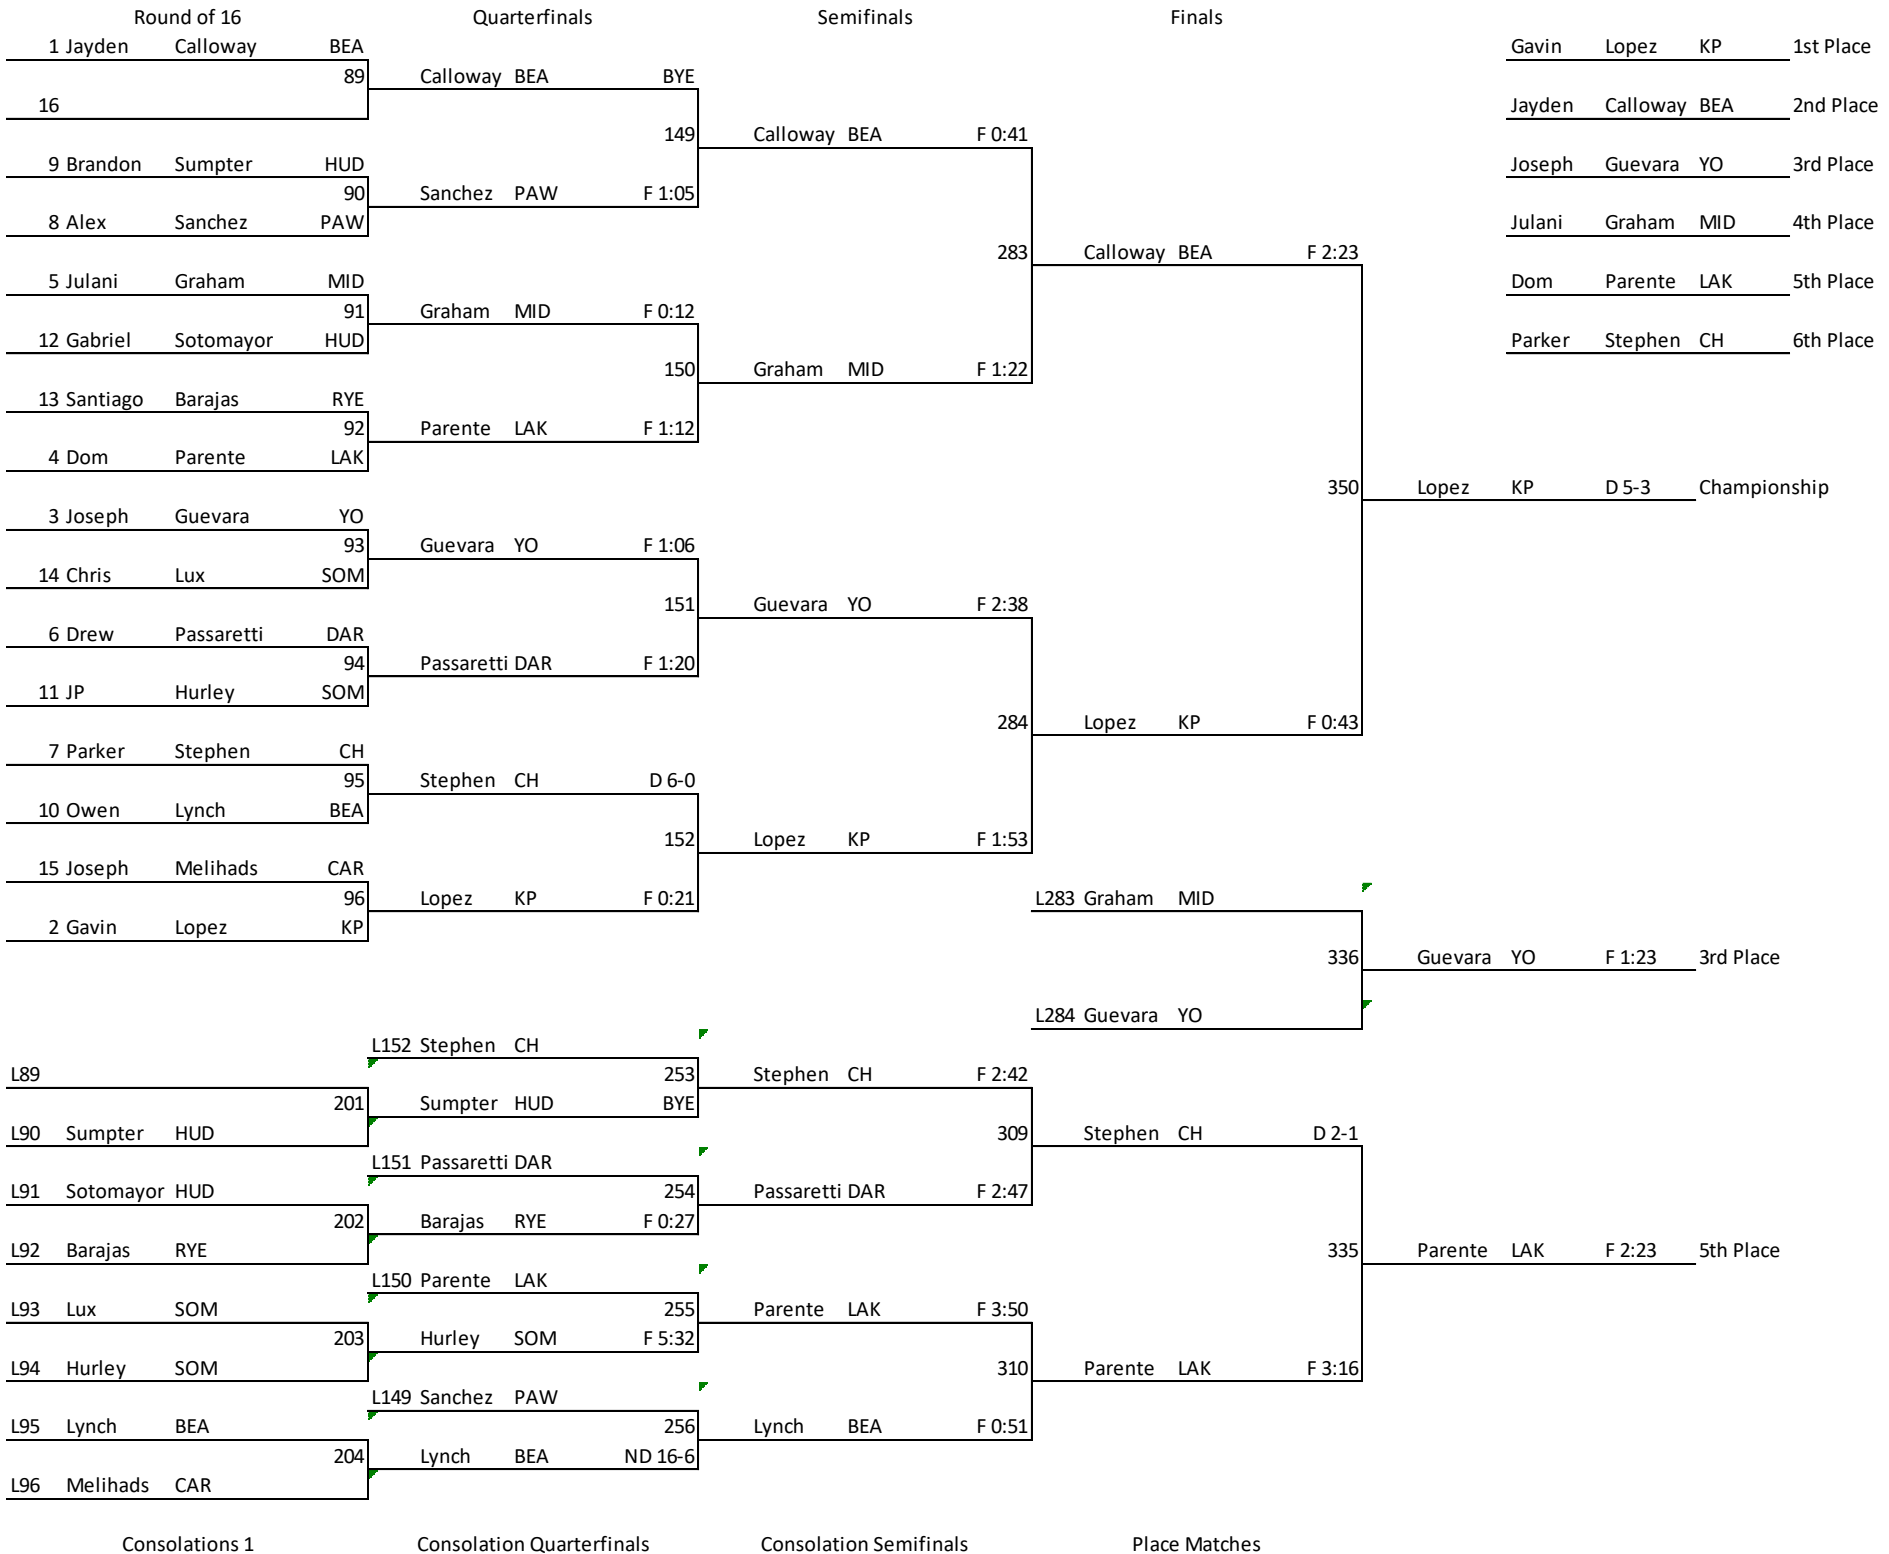 Round of 16 Quarterfinals Semifinals Finals
1 Jayden Calloway BEA Gavin Lopez KP 1st Place
89 Calloway BEA BYE
16 Jayden Calloway BEA 2nd Place
149 Calloway BEA F 0:41
9 Brandon Sumpter HUD Joseph Guevara YO 3rd Place
90 Sanchez PAW F 1:05
8 Alex Sanchez PAW Julani Graham MID 4th Place
283 Calloway BEA F 2:23
5 Julani Graham MID Dom Parente LAK 5th Place
91 Graham MID F 0:12
12 Gabriel Sotomayor HUD Parker Stephen CH 6th Place
150 Graham MID F 1:22
13 Santiago Barajas RYE
92 Parente LAK F 1:12
4 Dom Parente LAK
350 Lopez KP D 5-3 Championship
3 Joseph Guevara YO
93 Guevara YO F 1:06
14 Chris Lux SOM
151 Guevara YO F 2:38
6 Drew Passaretti DAR
94 Passaretti DAR F 1:20
11 JP Hurley SOM
284 Lopez KP F 0:43
7 Parker Stephen CH
95 Stephen CH D 6-0
10 Owen Lynch BEA
152 Lopez KP F 1:53
15 Joseph Melihads CAR
96 Lopez KP F 0:21 L283 Graham MID
2 Gavin Lopez KP
336 Guevara YO F 1:23 3rd Place
L284 Guevara YO
L152 Stephen CH
L89 253 Stephen CH F 2:42
201 Sumpter HUD BYE
L90 Sumpter HUD 309 Stephen CH D 2-1
L151 Passaretti DAR
L91 Sotomayor HUD 254 Passaretti DAR F 2:47
202 Barajas RYE F 0:27
L92 Barajas RYE 335 Parente LAK F 2:23 5th Place
L150 Parente LAK
L93 Lux SOM 255 Parente LAK F 3:50
203 Hurley SOM F 5:32
L94 Hurley SOM 310 Parente LAK F 3:16
L149 Sanchez PAW
L95 Lynch BEA 256 Lynch BEA F 0:51
204 Lynch BEA ND 16-6
L96 Melihads CAR
Consolations 1 Consolation Quarterfinals Consolation Semifinals Place Matches